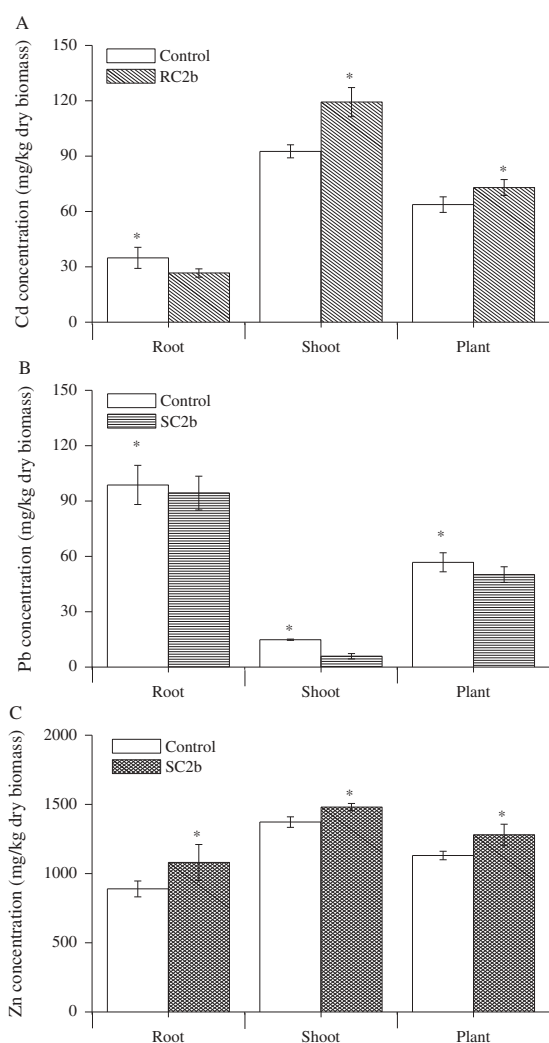 A
Cd concentration (mg/kg dry biomass)
150
120
90
60
30
0
Control
RC2b
*
*
*
Root Shoot Plant
B
Pb concentration (mg/kg dry biomass)
150
120
90
60
30
0
Control
SC2b
*
*
*
Root Shoot Plant
C
Zn concentration (mg/kg dry biomass)
2000
1500
1000
500
0
Control
SC2b
*
*
*
Root Shoot Plant